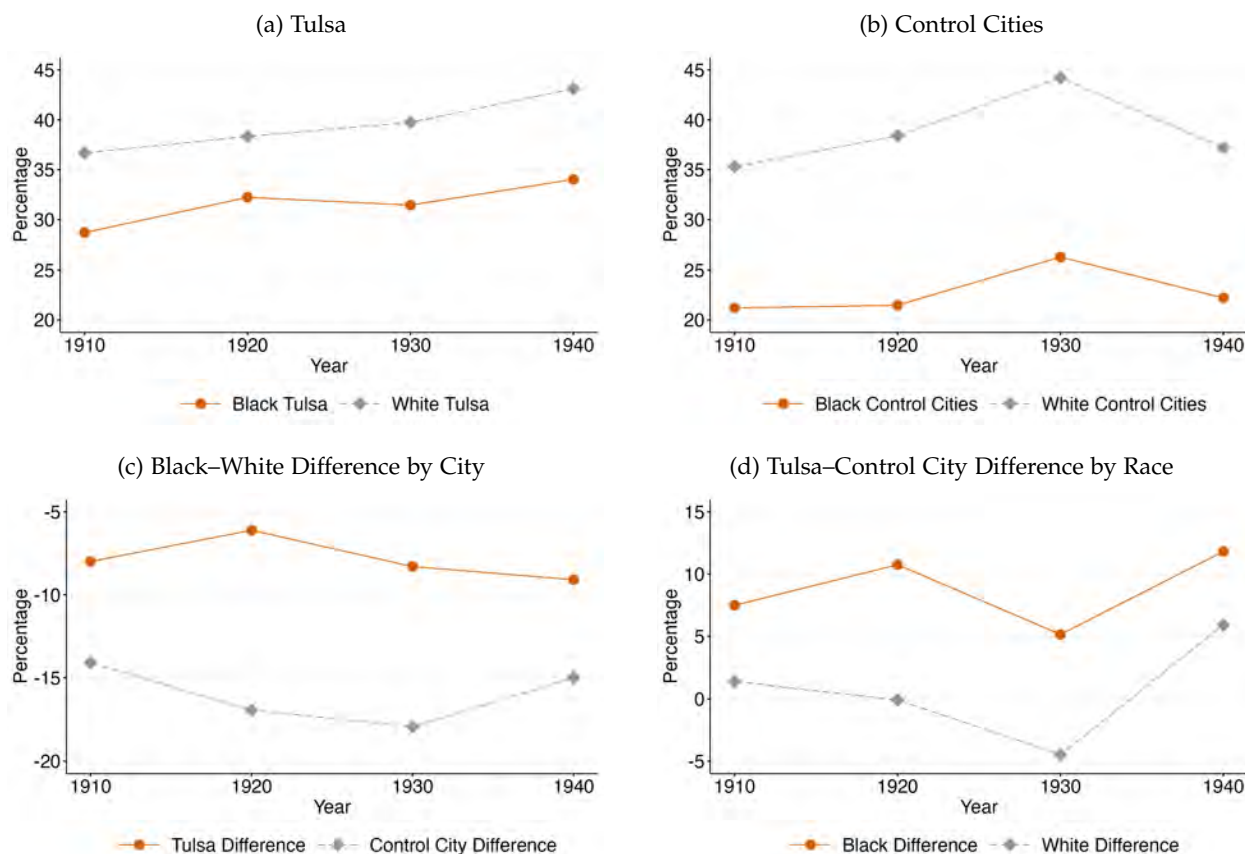 (a) Tulsa
45
40
35
30
25
20
Percentage
1910 1920 1930 1940
Year
Black Tulsa White Tulsa
(b) Control Cities
45
40
35
30
25
20
Percentage
1910 1920 1930 1940
Year
Black Control Cities White Control Cities
(c) Black–White Difference by City
-5
-10
-15
-20
Percentage
1910 1920 1930 1940
Year
Tulsa Difference Control City Difference
(d) Tulsa–Control City Difference by Race
15
10
5
0
-5
Percentage
1910 1920 1930 1940
Year
Black Difference White Difference